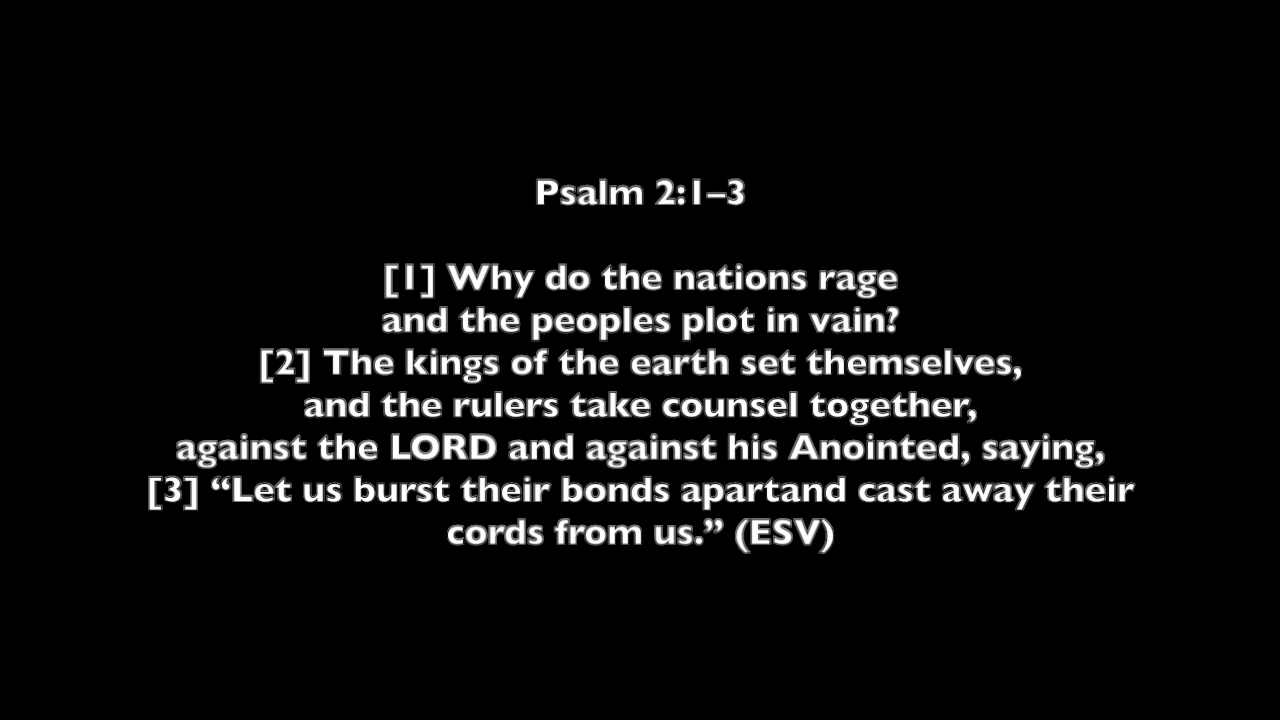 Psalm 2:1–3
[1] Why do the nations rage
and the peoples plot in vain?
[2] The kings of the earth set themselves,
and the rulers take counsel together,
against the LORD and against his Anointed, saying,
[3] “Let us burst their bonds apartand cast away their
cords from us.” (ESV)